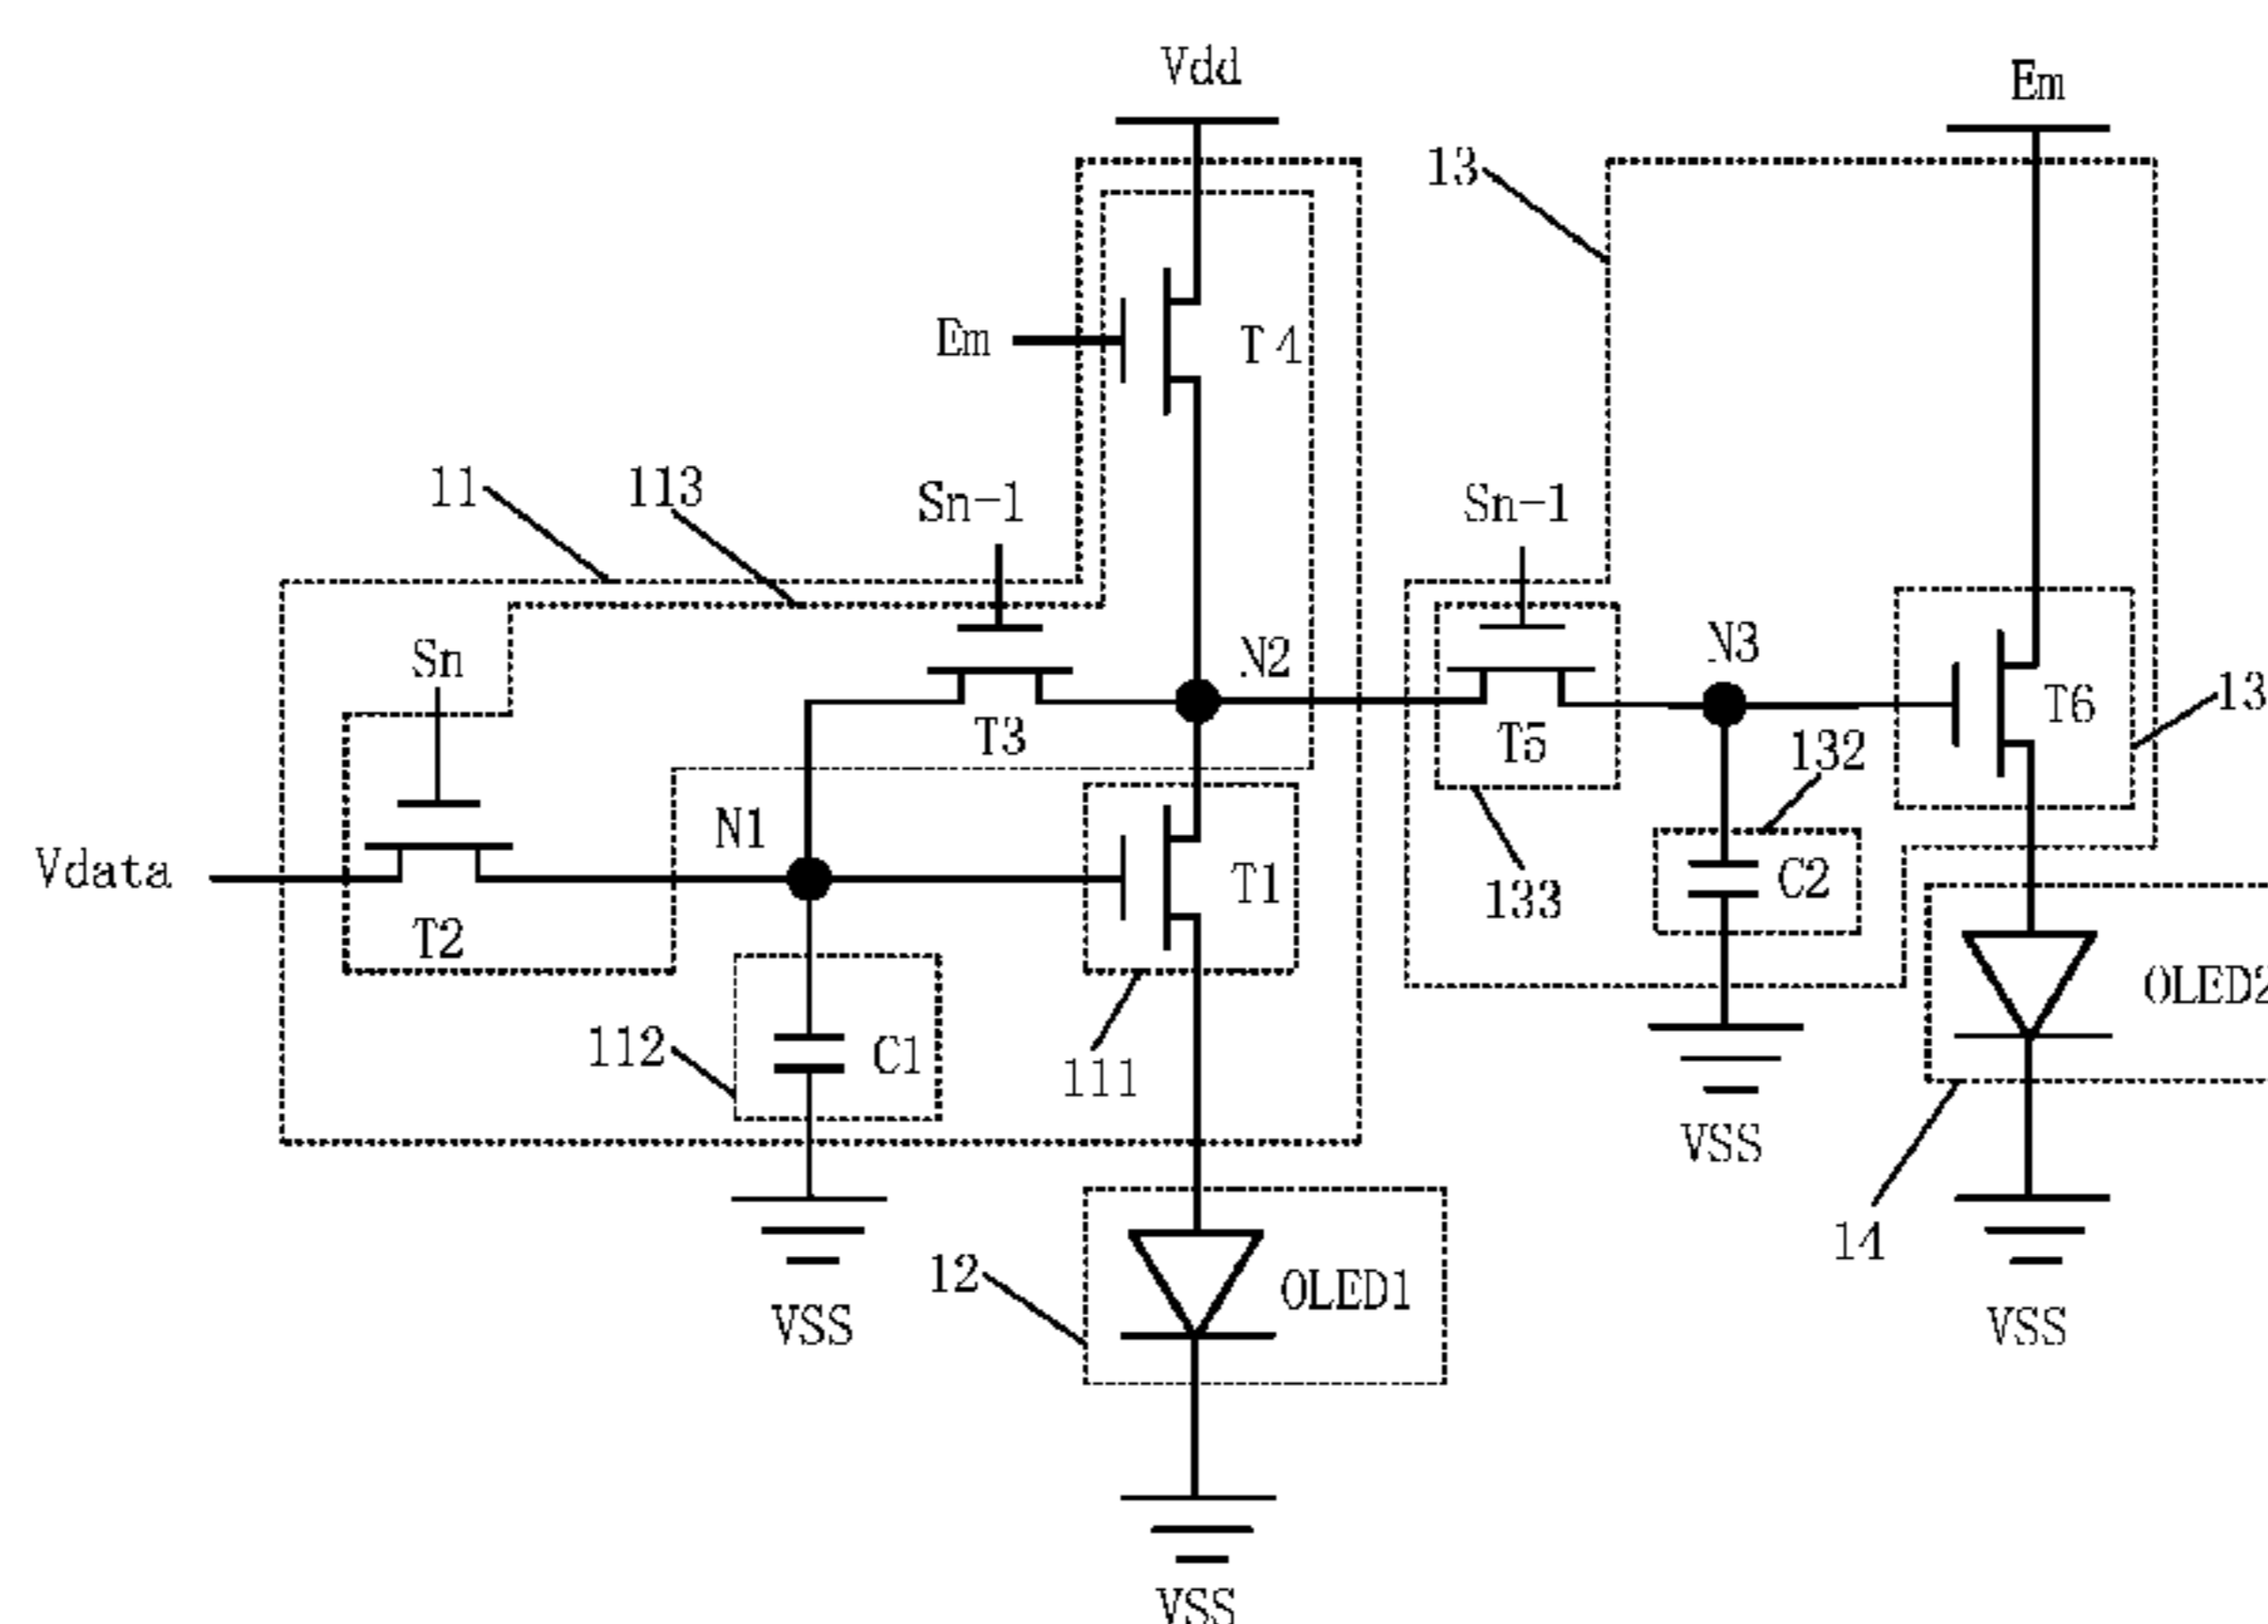 Vdd
Em
13
Em
T4
11
113
Sn-1
Sn-1
Sn
N2
N3
T6
13
T3
T5
132
N1
Vdata
T1
C2
133
T2
OLED2
112
C1
111
VSS
14
12
OLED1
VSS
VSS
VSS